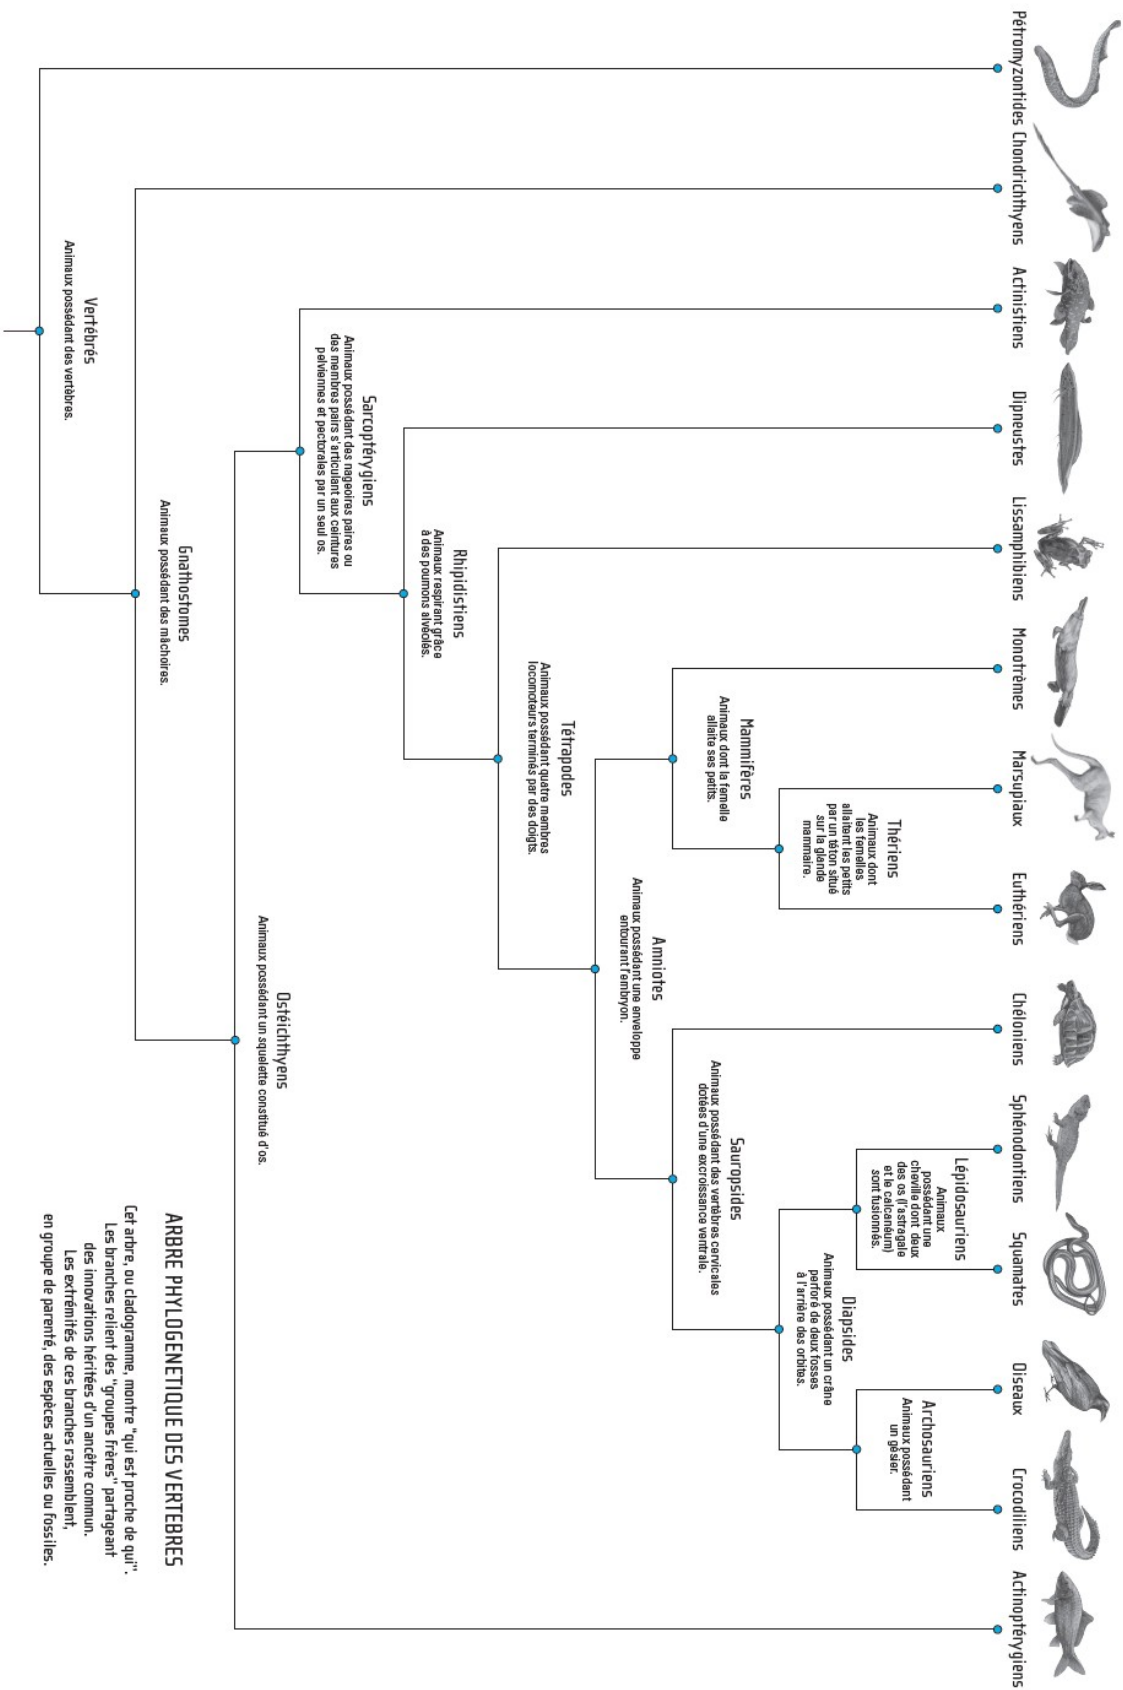 Pétromyzontides
Chondrichthyens
Actinistiens
Dipneustes
Lissamphibiens
Monotrèmes
Marsupiaux
Euthériens
Chéloniens
Sphénodontiens
Squamates
Oiseaux
Crocodiliens
Actinoptérygiens
Lépidosauriens
Animaux
possédant une
cheville dont deux
des os (l'astragale
et le calcanéum)
sont fusionnés.
Archosauriens
Animaux possédant
un gésier.
Thériens
Animaux dont
les femelles
allaitent les petits
par un téton situé
sur la glande
mammaire.
Diapsides
Animaux possédant un crâne
perforé de deux fosses
à l'arrière des orbites.
Mammifères
Animaux dont la femelle
allaite ses petits.
Sauropsides
Animaux possédant des vertèbres cervicales
dotées d'une excroissance ventrale.
Amniotes
Animaux possédant une enveloppe
entourant l'embryon.
Tétrapodes
Animaux possédant quatre membres
locomoteurs terminés par des doigts.
Rhipidistiens
Animaux respirant grâce
à des poumons alvéolés.
Sarcoptérygiens
Animaux possédant des nageoires paires ou
des membres pairs s'articulant aux ceintures
pelviennes et pectorales par un seul os.
Ostéichthyens
Animaux possédant un squelette constitué d'os.
Gnathostomes
Animaux possédant des mâchoires.
Vertébrés
Animaux possédant des vertèbres.
ARBRE PHYLOGENETIQUE DES VERTEBRES
Cet arbre, ou cladogramme, montre "qui est proche de qui".
Les branches relient des "groupes frères" partageant
des innovations héritées d'un ancêtre commun.
Les extrémités de ces branches rassemblent,
en groupe de parenté, des espèces actuelles ou fossiles.